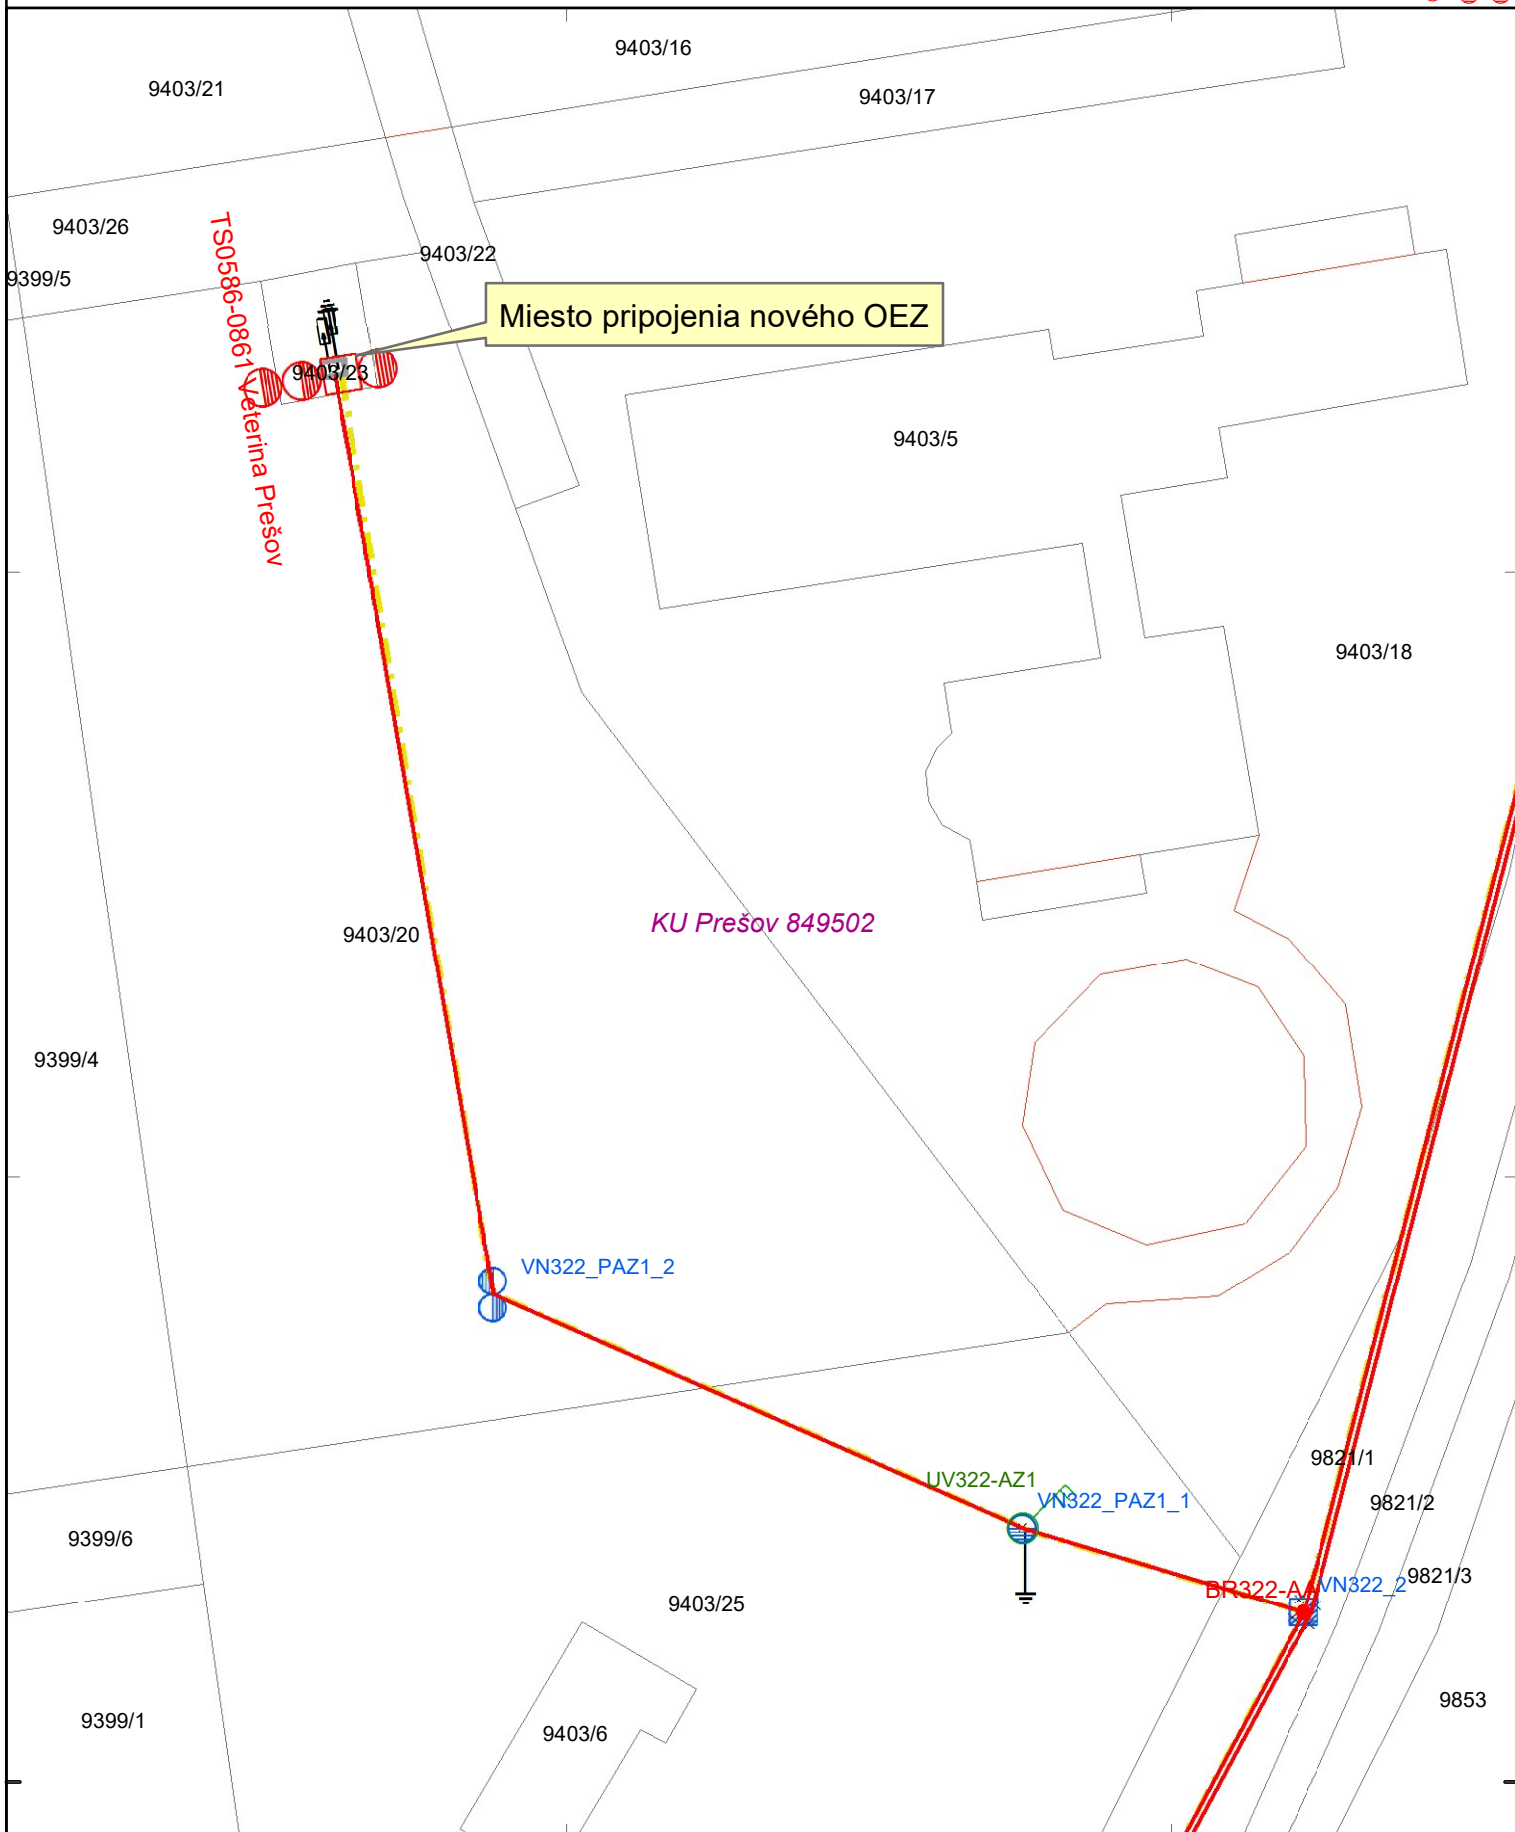 9403/16
9403/21
9403/17
9403/26
9403/22
9399/5
TS0586-0861 Veterina Prešov
Miesto pripojenia nového OEZ
9403/23
9403/5
9403/18
KU Prešov 849502
9403/20
9399/4
VN322_PAZ1_2
9821/1
UV322-AZ1
VN322_PAZ1_1
9821/2
9399/6
9821/3
BR322-AA
VN322_2
9403/25
9853
9399/1
9403/6